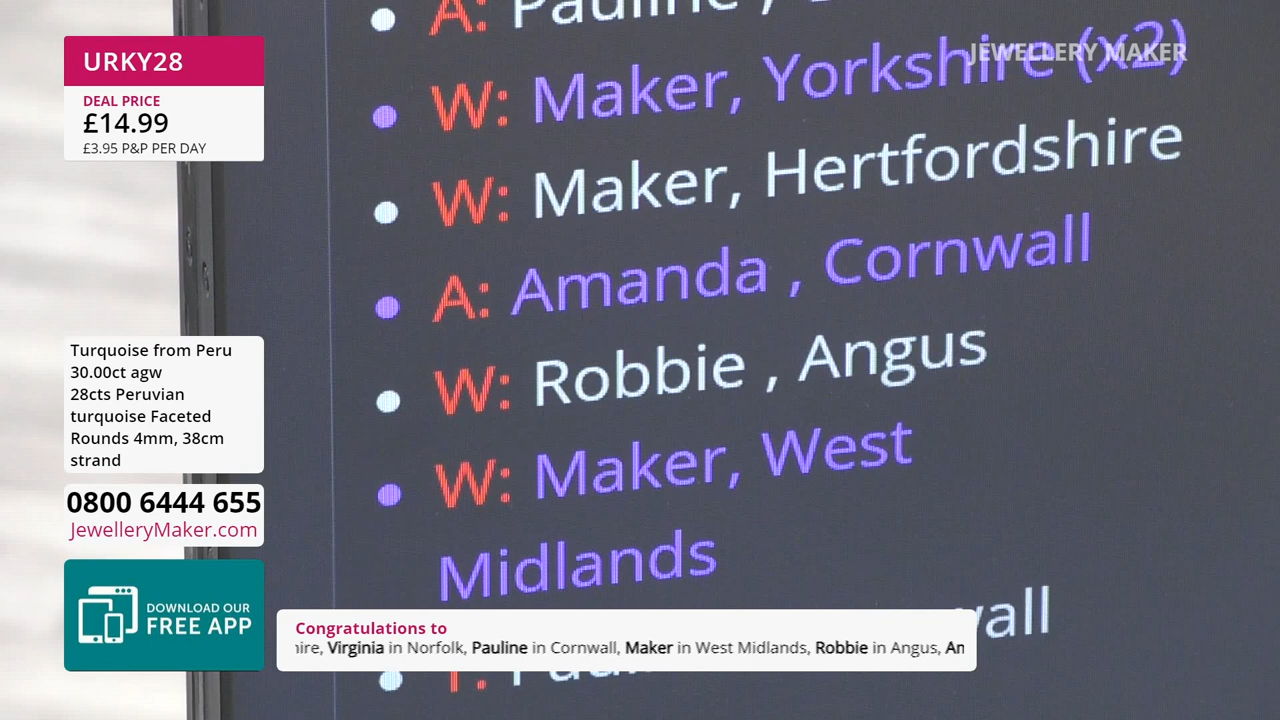 A: Pauline ,
JEWELLERY MAKER
W: Maker, Yorkshire (x2)
W: Maker, Hertfordshire
A: Amanda , Cornwall
W: Robbie , Angus
W: Maker, West
Midlands
URKY28
DEAL PRICE
£14.99
£3.95 P&P PER DAY
Turquoise from Peru
30.00ct agw
28cts Peruvian
turquoise Faceted
Rounds 4mm, 38cm
strand
0800 6444 655
JewelleryMaker.com
DOWNLOAD OUR
FREE APP
Congratulations to
Virginia in Norfolk, Pauline in Cornwall, Maker in West Midlands, Robbie in Angus,